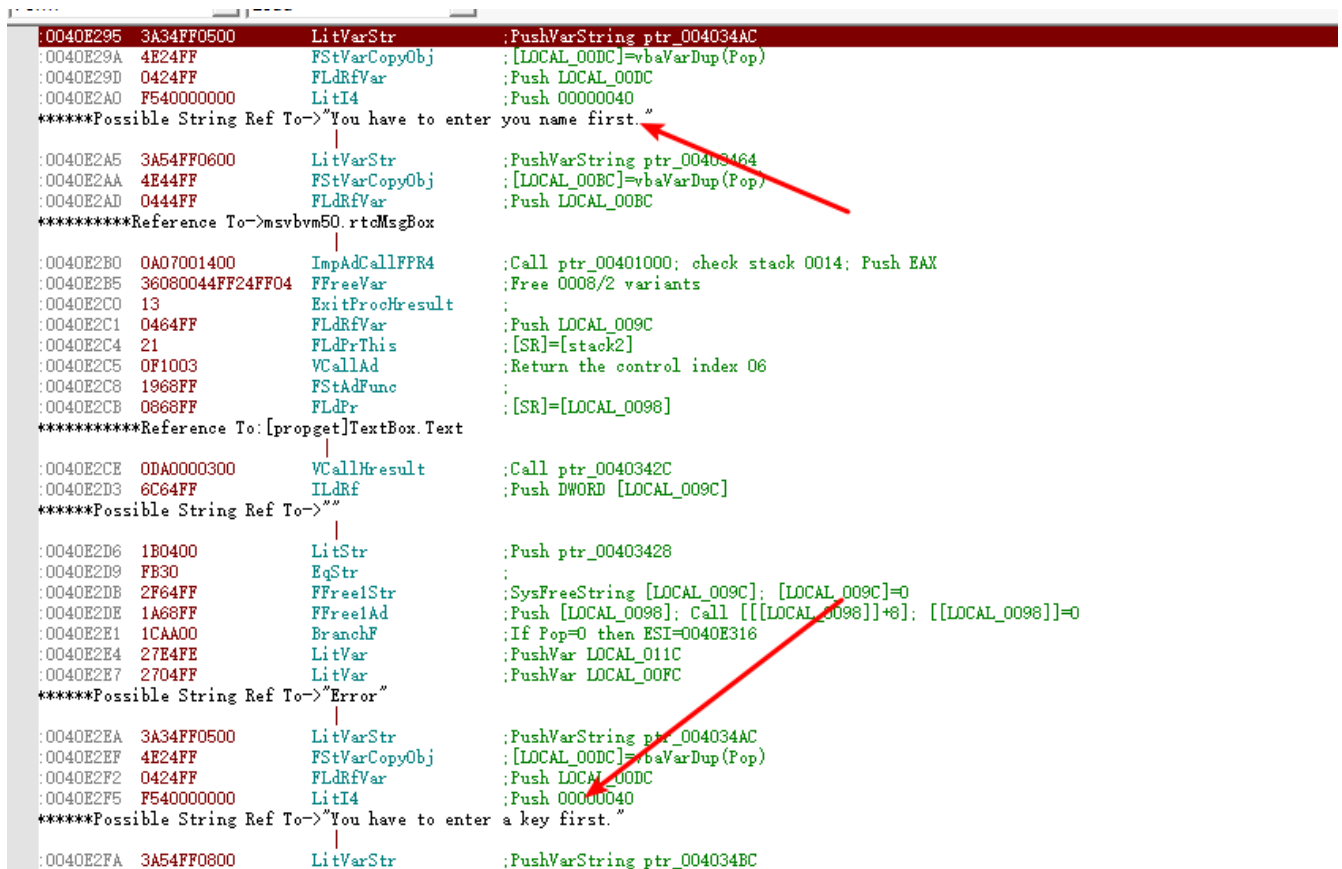 :0040E295 3A34FF0500 LitVarStr ;PushVarString ptr_004034AC
:0040E29A 4E24FF FStVarCopyObj ;[LOCAL_00DC]=vbaVarDup(Pop)
:0040E29D 0424FF FLdRfVar ;Push LOCAL_00DC
:0040E2A0 F540000000 LitI4 ;Push 00000040
******Possible String Ref To->"You have to enter you name first."
|
:0040E2A5 3A54FF0600 LitVarStr ;PushVarString ptr_00403464
:0040E2AA 4E44FF FStVarCopyObj ;[LOCAL_00BC]=vbaVarDup(Pop)
:0040E2AD 0444FF FLdRfVar ;Push LOCAL_00BC
**********Reference To->msvbvm50.rtcMsgBox
|
:0040E2B0 0A07001400 ImpAdCallFPR4 ;Call ptr_00401000; check stack 0014; Push EAX
:0040E2B5 36080044FF24FF04 FFreeVar ;Free 0008/2 variants
:0040E2C0 13 ExitProcHresult ;
:0040E2C1 0464FF FLdRfVar ;Push LOCAL_009C
:0040E2C4 21 FLdPrThis ;[SR]=[stack2]
:0040E2C5 0F1003 VCallAd ;Return the control index 06
:0040E2C8 1968FF FStAdFunc ;
:0040E2CB 0868FF FLdPr ;[SR]=[LOCAL_0098]
***********Reference To:[propget]TextBox.Text
|
:0040E2CE 0DA0000300 VCallHresult ;Call ptr_0040342C
:0040E2D3 6C64FF ILdRf ;Push DWORD [LOCAL_009C]
******Possible String Ref To->""
|
:0040E2D6 1B0400 LitStr ;Push ptr_00403428
:0040E2D9 FB30 EqStr ;
:0040E2DB 2F64FF FFree1Str ;SysFreeString [LOCAL_009C]; [LOCAL_009C]=0
:0040E2DE 1A68FF FFree1Ad ;Push [LOCAL_0098]; Call [[[LOCAL_0098]]+8]; [[LOCAL_0098]]=0
:0040E2E1 1CAA00 BranchF ;If Pop=0 then ESI=0040E316
:0040E2E4 27E4FE LitVar ;PushVar LOCAL_011C
:0040E2E7 2704FF LitVar ;PushVar LOCAL_00FC
******Possible String Ref To->"Error"
|
:0040E2EA 3A34FF0500 LitVarStr ;PushVarString ptr_004034AC
:0040E2EF 4E24FF FStVarCopyObj ;[LOCAL_00DC]=vbaVarDup(Pop)
:0040E2F2 0424FF FLdRfVar ;Push LOCAL_00DC
:0040E2F5 F540000000 LitI4 ;Push 00000040
******Possible String Ref To->"You have to enter a key first."
|
:0040E2FA 3A54FF0800 LitVarStr ;PushVarString ptr_004034BC